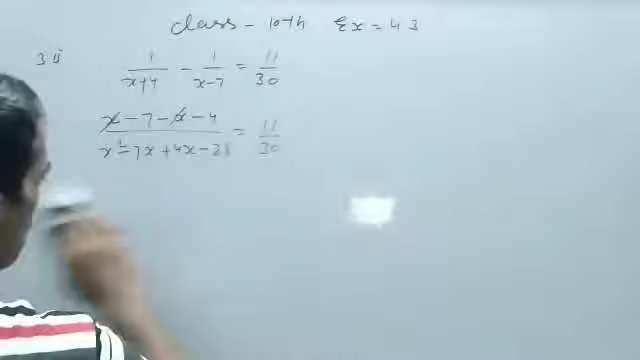 class - 10th Ex = 4.3
3 ii
1/x+4 - 1/x-7 = 11/30
x - 7 - x - 4/x² - 7x + 4x - 28 = 11/30